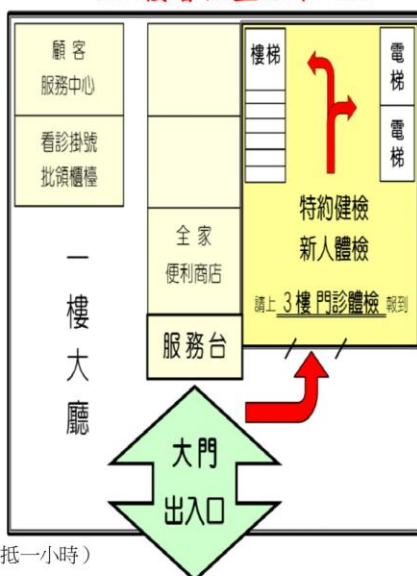 顧客
服務中心
看診掛號
批領櫃檯
一樓大廳
全家
便利商店
服務台
樓梯
電梯
電梯
特約健檢
新人體檢
請上 3樓 門診體檢 報到
大門
出入口
抵一小時）